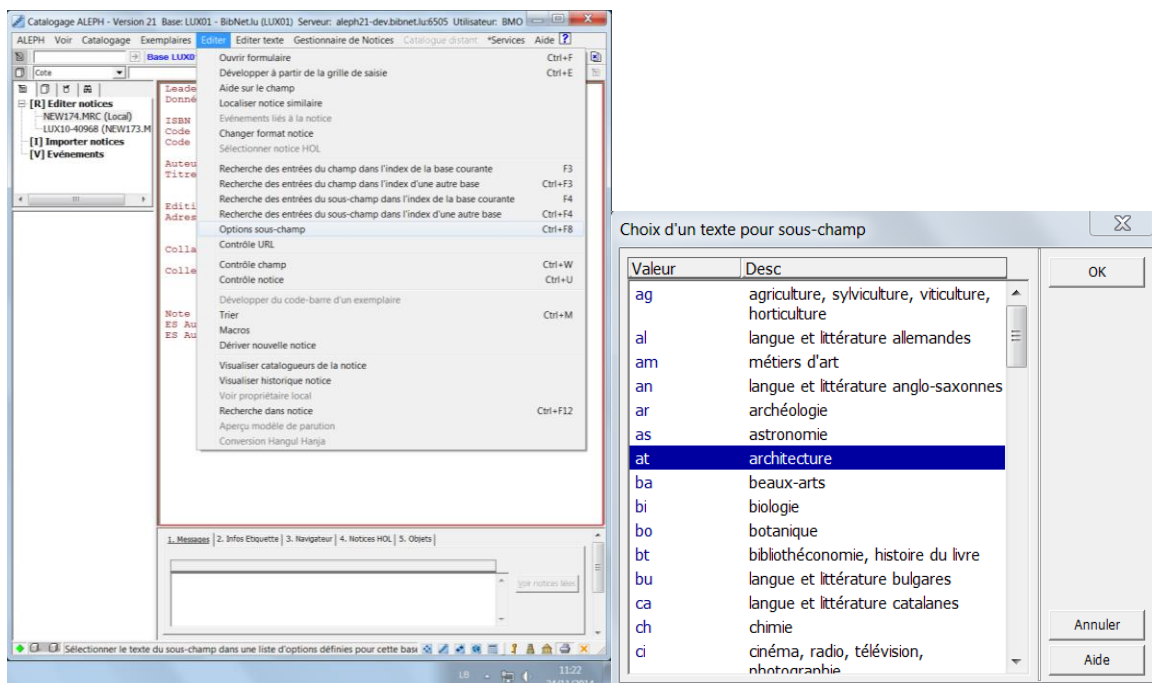 Catalogage ALEPH - Version 21 Base: LUX01 - BibNet.lu (LUX01) Serveur: aleph21-dev.bibnet.lu:6505 Utilisateur: BMO
ALEPH Voir Catalogage Exemplaires Editer Editer texte Gestionnaire de Notices Catalogue distant *Services Aide ?
Base LUX0
Cote
[R] Editer notices
NEW174.MRC (Local)
LUX10-40968 (NEW173.M
[I] Importer notices
[V] Evénements
Leade
Donné
ISBN
Code
Code
Auteu
Titre
Editi
Adres
Colla
Colle
Note
ES Au
ES Au
Ouvrir formulaire Ctrl+F
Développer à partir de la grille de saisie Ctrl+E
Aide sur le champ
Localiser notice similaire
Evénements liés à la notice
Changer format notice
Sélectionner notice HOL
Recherche des entrées du champ dans l'index de la base courante F3
Recherche des entrées du champ dans l'index d'une autre base Ctrl+F3
Recherche des entrées du sous-champ dans l'index de la base courante F4
Recherche des entrées du sous-champ dans l'index d'une autre base Ctrl+F4
Options sous-champ Ctrl+F8
Contrôle URL
Contrôle champ Ctrl+W
Contrôle notice Ctrl+U
Développer du code-barre d'un exemplaire
Trier Ctrl+M
Macros
Dériver nouvelle notice
Visualiser catalogueurs de la notice
Visualiser historique notice
Voir propriétaire local
Recherche dans notice Ctrl+F12
Aperçu modèle de parution
Conversion Hangul Hanja
1. Messages 2. Infos Etiquette 3. Navigateur 4. Notices HOL 5. Objets
Voir notices liées
Sélectionner le texte du sous-champ dans une liste d'options définies pour cette base
LB 11:22
24/11/2014
Choix d'un texte pour sous-champ
Valeur Desc
ag agriculture, sylviculture, viticulture,
horticulture
al langue et littérature allemandes
am métiers d'art
an langue et littérature anglo-saxonnes
ar archéologie
as astronomie
at architecture
ba beaux-arts
bi biologie
bo botanique
bt bibliothéconomie, histoire du livre
bu langue et littérature bulgares
ca langue et littérature catalanes
ch chimie
ci cinéma, radio, télévision,
photographie
OK
Annuler
Aide